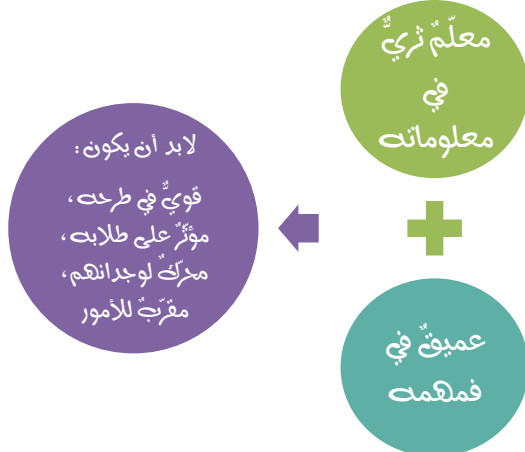 معلّمٌ ثريٌّ
في
معلوماته
عميقٌ في
فهمه
لابد أن يكون:
قويٌّ في طرحه،
مؤثّرٌ على طلابه،
محرّكٌ لوجدانهم،
مقرّبٌ للأمور